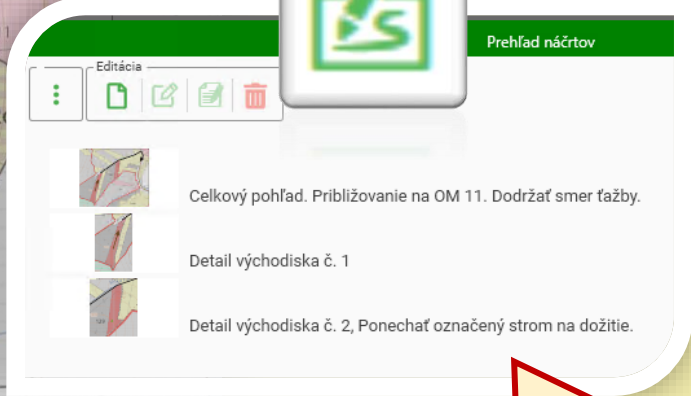 Prehľad náčrtov
Editácia
Celkový pohľad. Približovanie na OM 11. Dodržať smer ťažby.
Detail východiska č. 1
Detail východiska č. 2, Ponechať označený strom na dožitie.